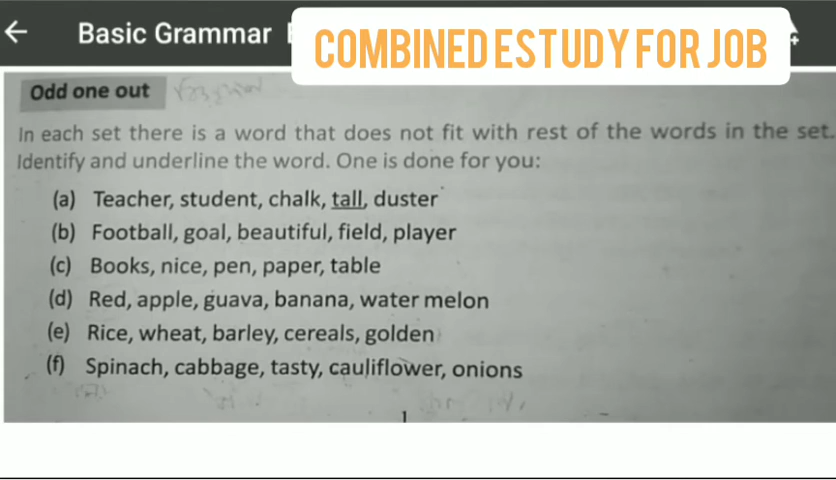 Basic Grammar
COMBINED ESTUDY FOR JOB
Odd one out
In each set there is a word that does not fit with rest of the words in the set.
Identify and underline the word. One is done for you:
(a) Teacher, student, chalk, tall, duster
(b) Football, goal, beautiful, field, player
(c) Books, nice, pen, paper, table
(d) Red, apple, guava, banana, water melon
(e) Rice, wheat, barley, cereals, golden
(f) Spinach, cabbage, tasty, cauliflower, onions
1